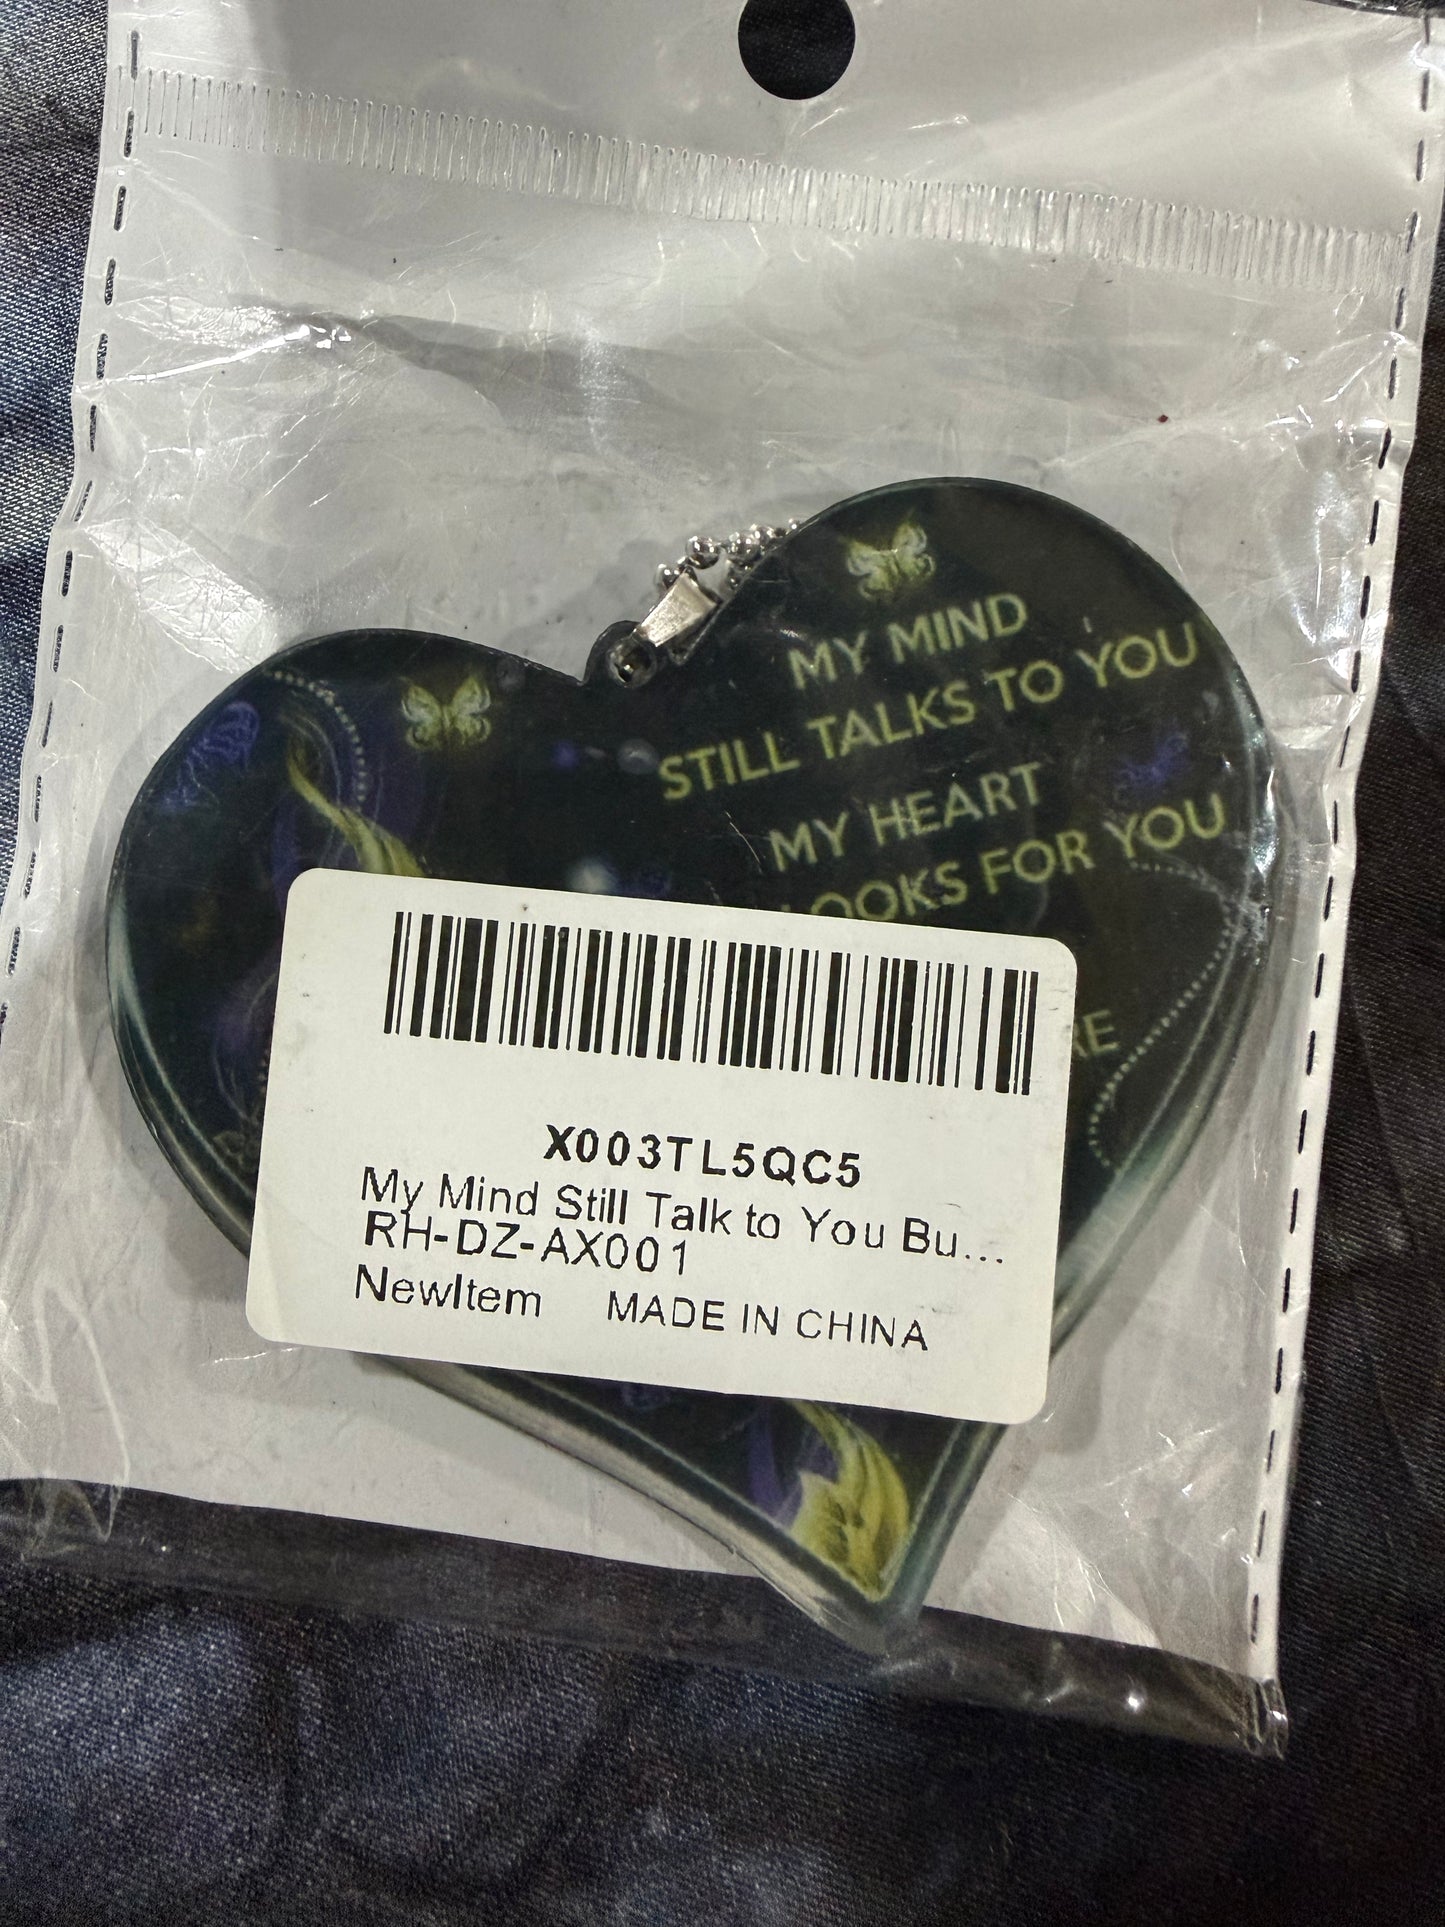 MY MIND
STILL TALKS TO YOU
MY HEART
LOOKS FOR YOU
X003TL5QC5
My Mind Still Talk to You Bu...
RH-DZ-AX001
NewItem MADE IN CHINA